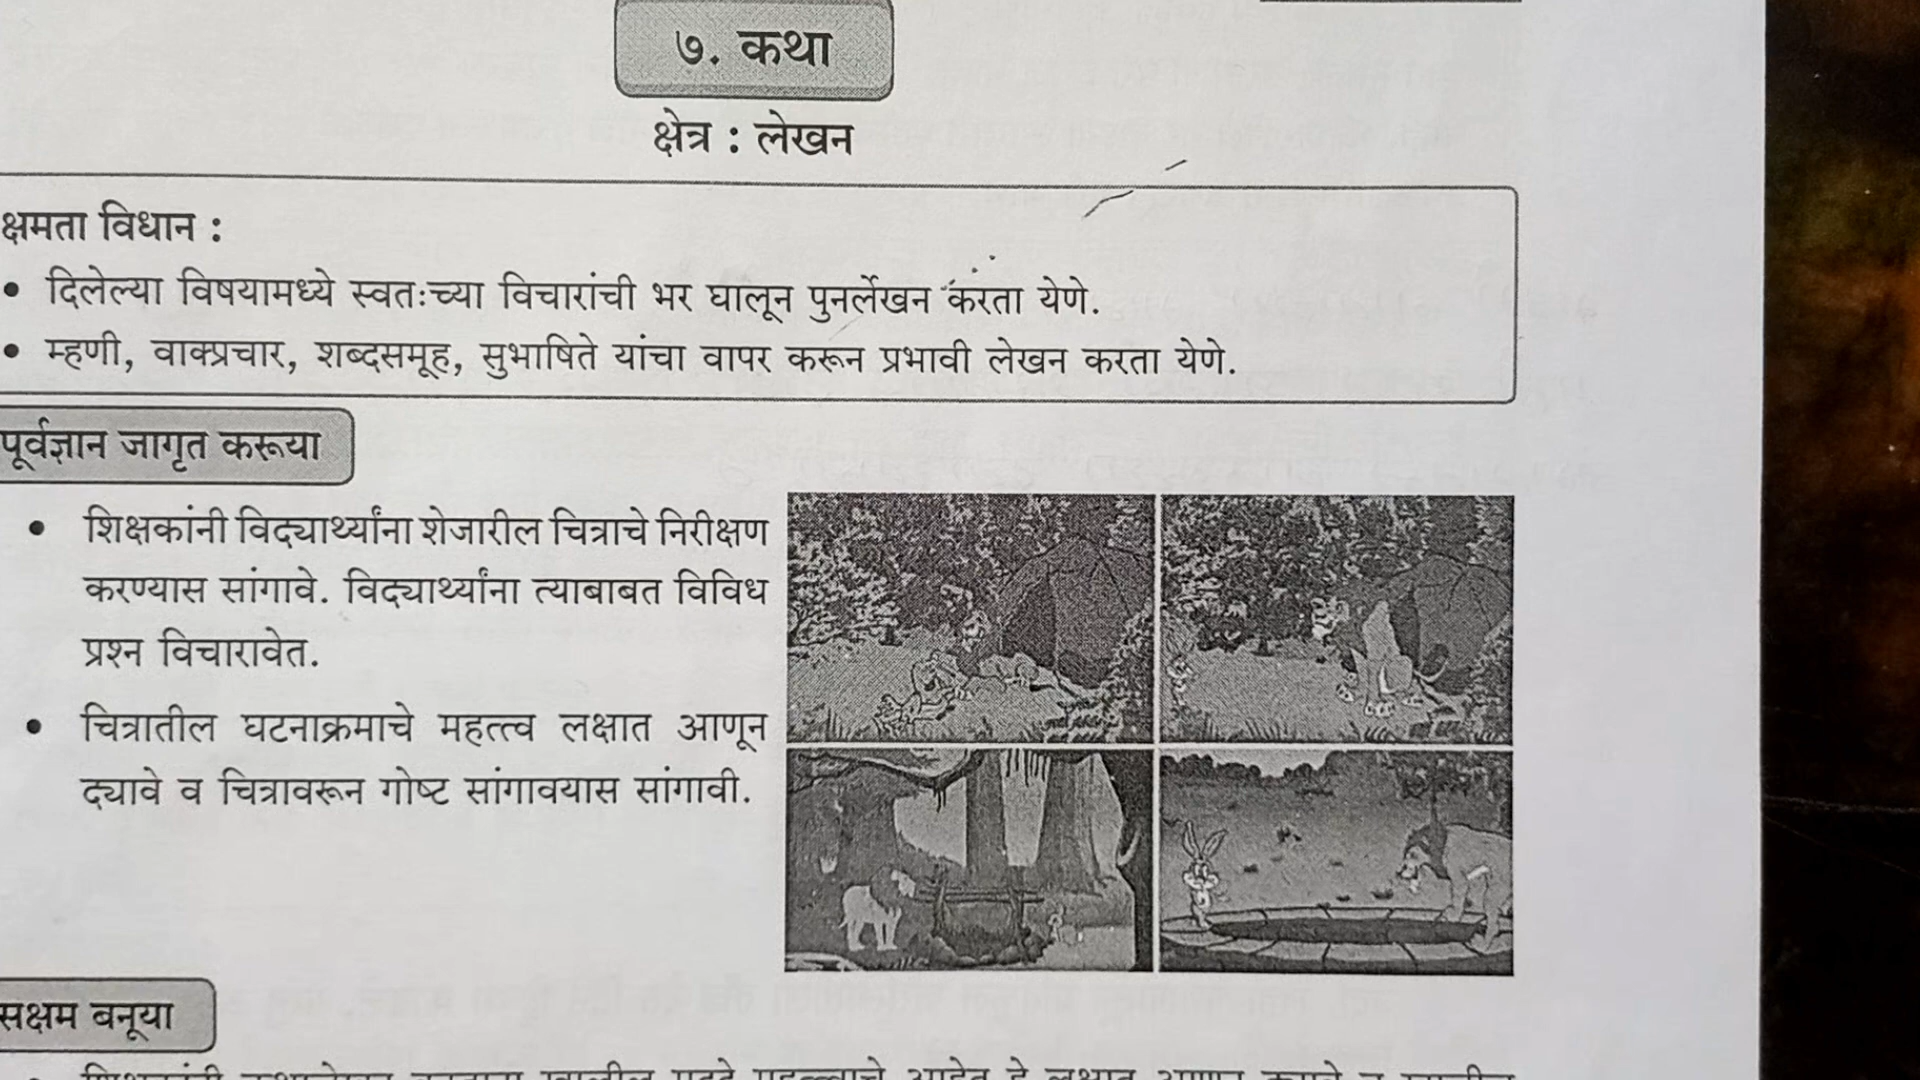 ७. कथा
क्षेत्र : लेखन
क्षमता विधान :
• दिलेल्या विषयामध्ये स्वतःच्या विचारांची भर घालून पुनर्लेखन करता येणे.
• म्हणी, वाक्प्रचार, शब्दसमूह, सुभाषिते यांचा वापर करून प्रभावी लेखन करता येणे.
पूर्वज्ञान जागृत करूया
• शिक्षकांनी विद्यार्थ्यांना शेजारील चित्राचे निरीक्षण
करण्यास सांगावे. विद्यार्थ्यांना त्याबाबत विविध
प्रश्न विचारावेत.
• चित्रातील घटनाक्रमाचे महत्त्व लक्षात आणून
द्यावे व चित्रावरून गोष्ट सांगावयास सांगावी.
सक्षम बनूया